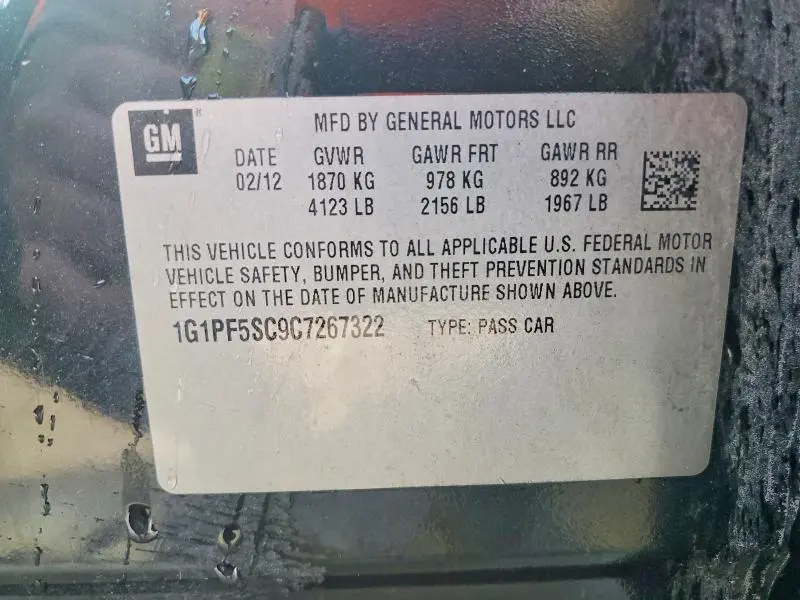 GM ®
MFD BY GENERAL MOTORS LLC
DATE GVWR GAWR FRT GAWR RR
02/12 1870 KG 978 KG 892 KG
4123 LB 2156 LB 1967 LB
THIS VEHICLE CONFORMS TO ALL APPLICABLE U.S. FEDERAL MOTOR
VEHICLE SAFETY, BUMPER, AND THEFT PREVENTION STANDARDS IN
EFFECT ON THE DATE OF MANUFACTURE SHOWN ABOVE.
1G1PF5SC9C7267322 TYPE: PASS CAR